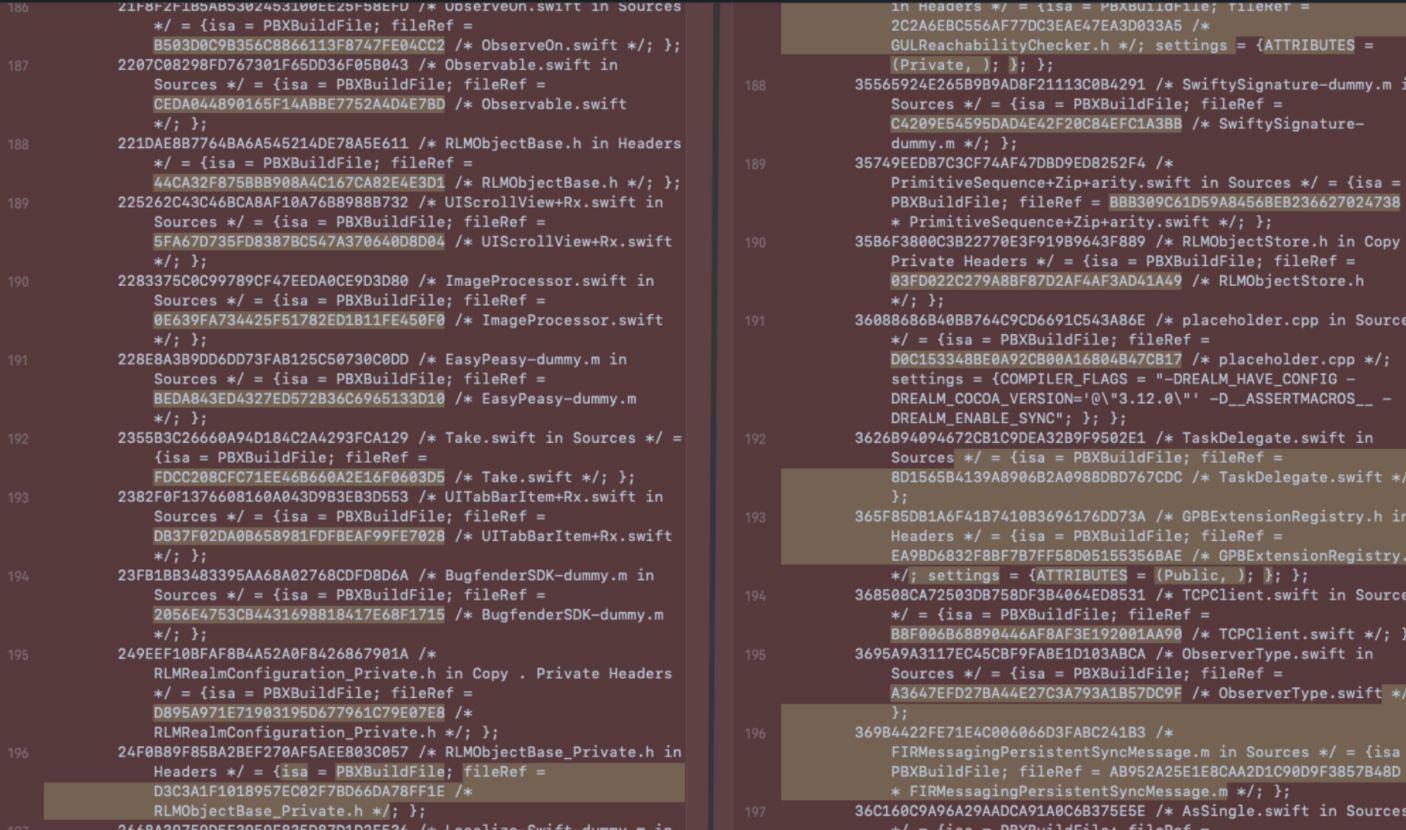 186
21F8F2F1B5AB5302453100EE25F58EFD /* ObserveOn.swift in Sources
*/ = {isa = PBXBuildFile; fileRef =
B503D0C9B356C8866113F8747FE04CC2 /* ObserveOn.swift */; };
187 2207C08298FD767301F65DD36F05B043 /* Observable.swift in
Sources */ = {isa = PBXBuildFile; fileRef =
CEDA044890165F14ABBE7752A4D4E7BD /* Observable.swift
*/; };
188 221DAE8B7764BA6A545214DE78A5E611 /* RLMObjectBase.h in Headers
*/ = {isa = PBXBuildFile; fileRef =
44CA32F875BBB908A4C167CA82E4E3D1 /* RLMObjectBase.h */; };
189 225262C43C46BCA8AF10A76B8988B732 /* UIScrollView+Rx.swift in
Sources */ = {isa = PBXBuildFile; fileRef =
5FA67D735FD8387BC547A370640D8D04 /* UIScrollView+Rx.swift
*/; };
190 2283375C0C99789CF47EEDA0CE9D3D80 /* ImageProcessor.swift in
Sources */ = {isa = PBXBuildFile; fileRef =
0E639FA734425F51782ED1B11FE450F0 /* ImageProcessor.swift
*/; };
191 228E8A3B9DD6DD73FAB125C50730C0DD /* EasyPeasy-dummy.m in
Sources */ = {isa = PBXBuildFile; fileRef =
BEDA843ED4327ED572B36C6965133D10 /* EasyPeasy-dummy.m
*/; };
192 2355B3C26660A94D184C2A4293FCA129 /* Take.swift in Sources */ =
{isa = PBXBuildFile; fileRef =
FDCC208CFC71EE46B660A2E16F0603D5 /* Take.swift */; };
193 2382F0F1376608160A043D9B3EB3D553 /* UITabBarItem+Rx.swift in
Sources */ = {isa = PBXBuildFile; fileRef =
DB37F02DA0B658981FDFBEAF99FE7028 /* UITabBarItem+Rx.swift
*/; };
194 23FB1BB3483395AA68A02768CDFD8D6A /* BugfenderSDK-dummy.m in
Sources */ = {isa = PBXBuildFile; fileRef =
2056E4753CB4431698818417E68F1715 /* BugfenderSDK-dummy.m
*/; };
195 249EEF10BFAF8B4A52A0F8426867901A /*
RLMRealmConfiguration_Private.h in Copy . Private Headers
*/ = {isa = PBXBuildFile; fileRef =
D895A971E71903195D677961C79E07E8 /*
RLMRealmConfiguration_Private.h */; };
196 24F0B89F85BA2BEF270AF5AEE803C057 /* RLMObjectBase_Private.h in
Headers */ = {isa = PBXBuildFile; fileRef =
D3C3A1F1018957EC02F7BD66DA78FF1E /*
RLMObjectBase_Private.h */; };
in Headers */ = {isa = PBXBuildFile; fileRef =
2C2A6EBC556AF77DC3EAE47EA3D033A5 /*
GULReachabilityChecker.h */; settings = {ATTRIBUTES =
(Private, ); }; };
188 35565924E265B9B9AD8F21113C0B4291 /* SwiftySignature-dummy.m in
Sources */ = {isa = PBXBuildFile; fileRef =
C4209E54595DAD4E42F20C84EFC1A3BB /* SwiftySignature-
dummy.m */; };
189 35749EEDB7C3CF74AF47DBD9ED8252F4 /*
PrimitiveSequence+Zip+arity.swift in Sources */ = {isa =
PBXBuildFile; fileRef = BBB309C61D59A8456BEB236627024738
* PrimitiveSequence+Zip+arity.swift */; };
190 35B6F3800C3B22770E3F919B9643F889 /* RLMObjectStore.h in Copy
Private Headers */ = {isa = PBXBuildFile; fileRef =
03FD022C279A8BF87D2AF4AF3AD41A49 /* RLMObjectStore.h
*/; };
191 36088686B40BB764C9CD6691C543A86E /* placeholder.cpp in Source
*/ = {isa = PBXBuildFile; fileRef =
D0C153348BE0A92CB00A16804B47CB17 /* placeholder.cpp */;
settings = {COMPILER_FLAGS = "-DREALM_HAVE_CONFIG -
DREALM_COCOA_VERSION='@\"3.12.0\"' -D__ASSERTMACROS__ -
DREALM_ENABLE_SYNC"; }; };
192 3626B94094672CB1C9DEA32B9F9502E1 /* TaskDelegate.swift in
Sources */ = {isa = PBXBuildFile; fileRef =
8D1565B4139A8906B2A0988DBD767CDC /* TaskDelegate.swift */
};
193 365F85DB1A6F41B7410B3696176DD73A /* GPBExtensionRegistry.h in
Headers */ = {isa = PBXBuildFile; fileRef =
EA9BD6832F8BF7B7FF58D05155356BAE /* GPBExtensionRegistry.
*/; settings = {ATTRIBUTES = (Public, ); }; };
194 368508CA72503DB758DF3B4064ED8531 /* TCPClient.swift in Source
*/ = {isa = PBXBuildFile; fileRef =
B8F006B68890446AF8AF3E192001AA90 /* TCPClient.swift */; }
195 3695A9A3117EC45CBF9FABE1D103ABCA /* ObserverType.swift in
Sources */ = {isa = PBXBuildFile; fileRef =
A3647EFD27BA44E27C3A793A1B57DC9F /* ObserverType.swift */
};
196 369B4422FE71E4C006066D3FABC241B3 /*
FIRMessagingPersistentSyncMessage.m in Sources */ = {isa
PBXBuildFile; fileRef = AB952A25E1E8CAA2D1C90D9F3857B48D
* FIRMessagingPersistentSyncMessage.m */; };
197 36C160C9A96A29AADCA91A0C6B375E5E /* AsSingle.swift in Sources